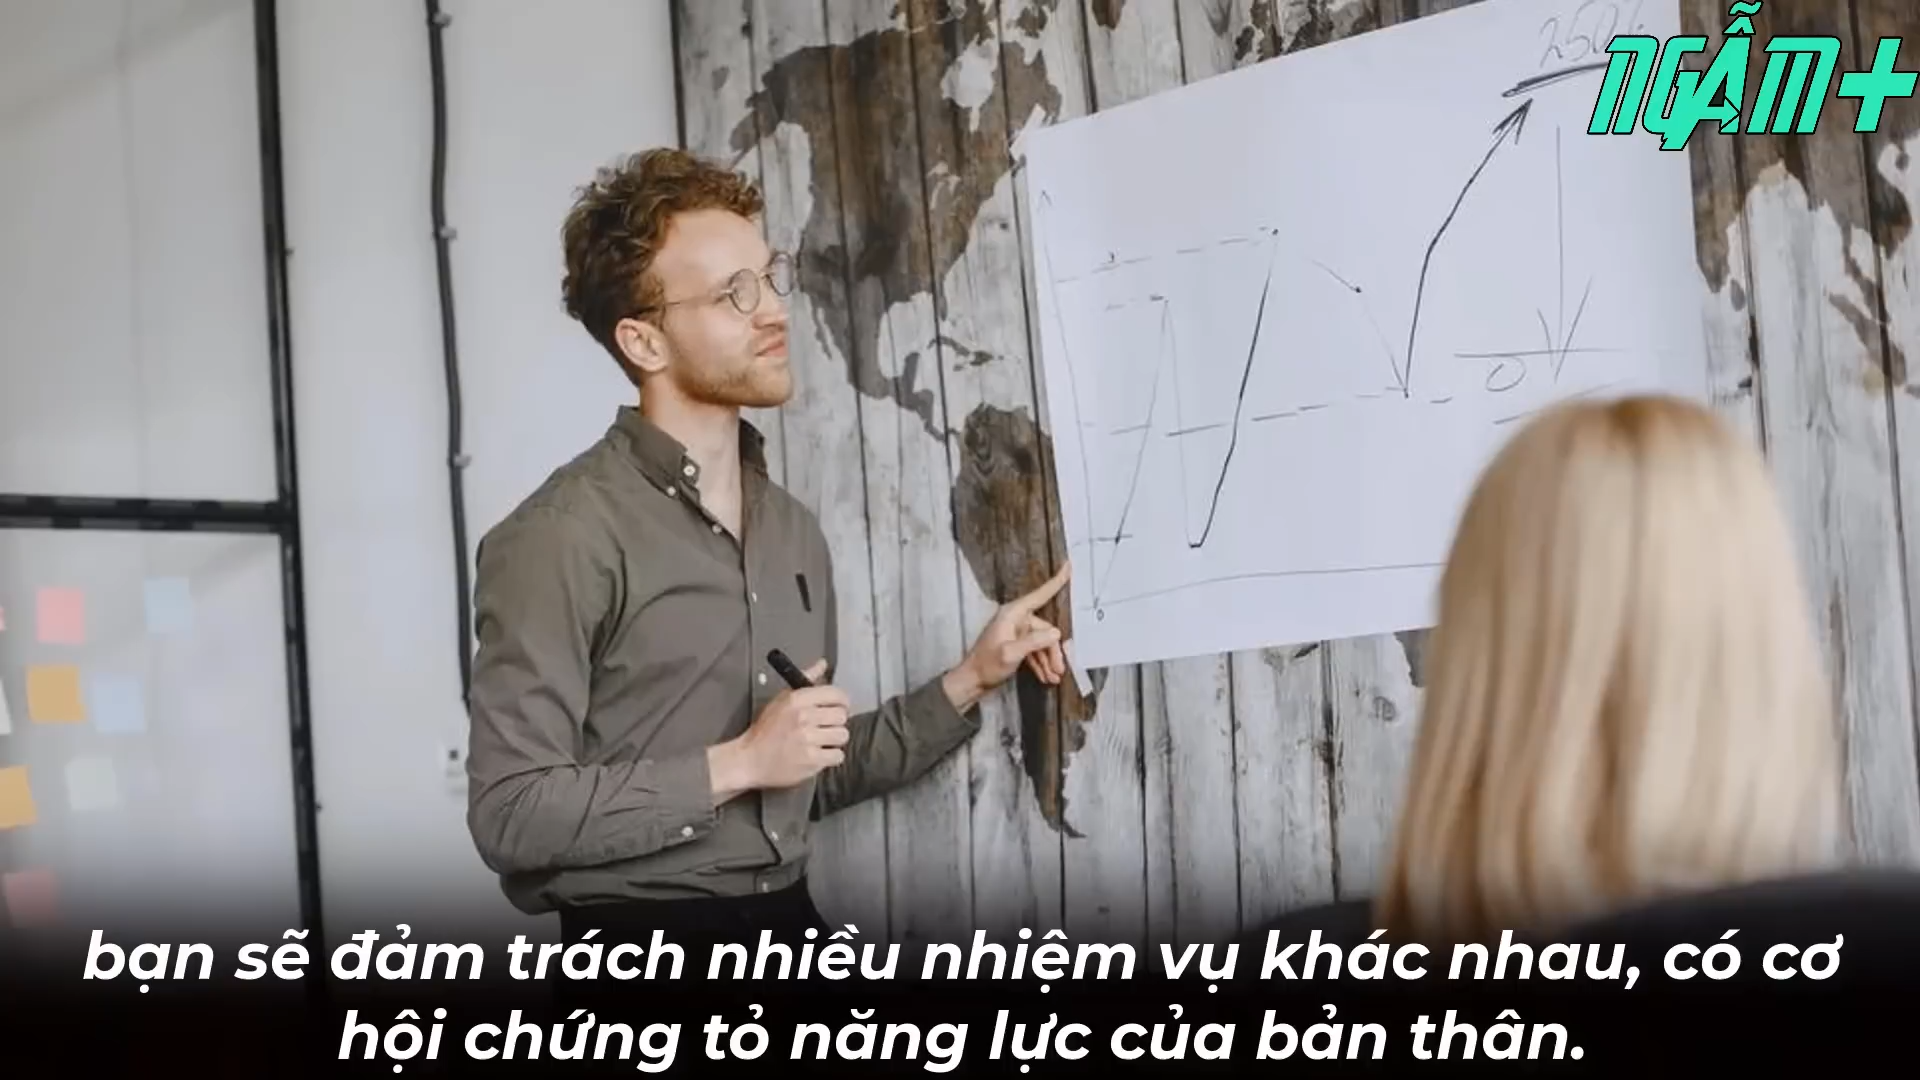 250%
NGẪM+
bạn sẽ đảm trách nhiều nhiệm vụ khác nhau, có cơ
hội chứng tỏ năng lực của bản thân.